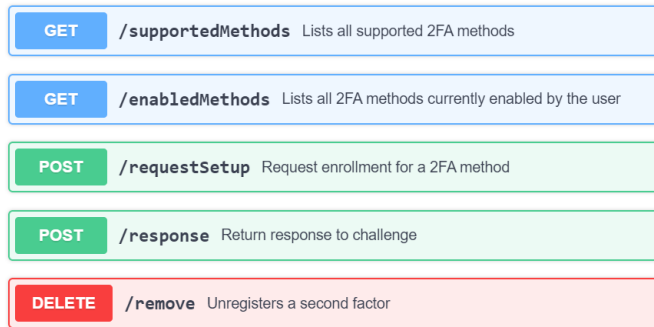 GET /supportedMethods Lists all supported 2FA methods
GET /enabledMethods Lists all 2FA methods currently enabled by the user
POST /requestSetup Request enrollment for a 2FA method
POST /response Return response to challenge
DELETE /remove Unregisters a second factor